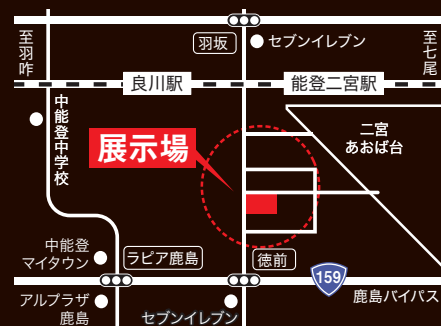 至羽咋
羽坂
セブンイレブン
至七尾
良川駅
能登二宮駅
中能登中学校
展示場
二宮
あおば台
中能登
マイタウン
ラピア鹿島
徳前
159
鹿島バイパス
アルプラザ
鹿島
セブンイレブン